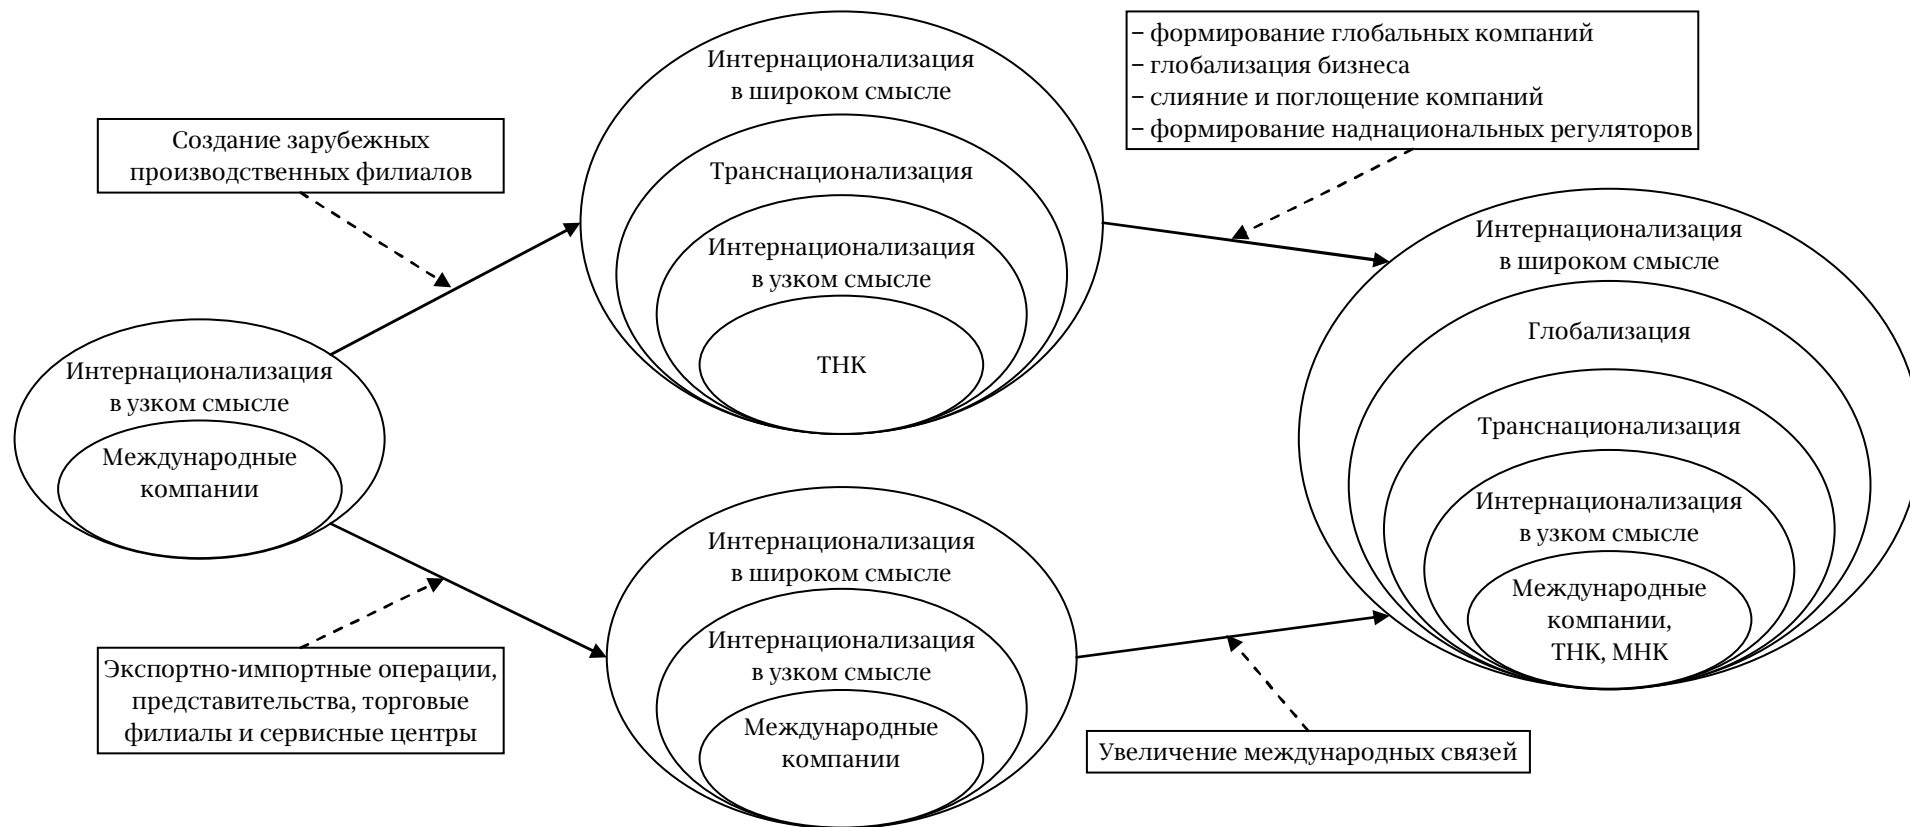 Интернационализация
в узком смысле
Международные
компании
Создание зарубежных
производственных филиалов
Экспортно-импортные операции,
представительства, торговые
филиалы и сервисные центры
Интернационализация
в широком смысле
Транснационализация
Интернационализация
в узком смысле
ТНК
Интернационализация
в широком смысле
Интернационализация
в узком смысле
Международные
компании
– формирование глобальных компаний
– глобализация бизнеса
– слияние и поглощение компаний
– формирование наднациональных регуляторов
Увеличение международных связей
Интернационализация
в широком смысле
Глобализация
Транснационализация
Интернационализация
в узком смысле
Международные
компании,
ТНК, МНК